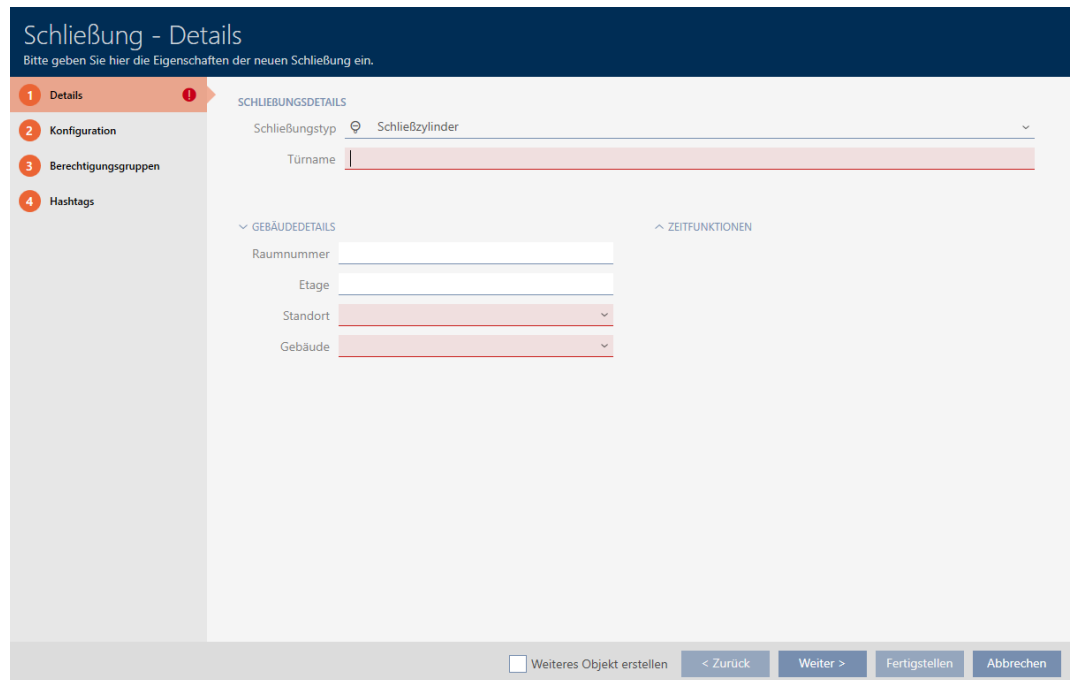 Schließung - Details
Bitte geben Sie hier die Eigenschaften der neuen Schließung ein.
1 Details !
2 Konfiguration
3 Berechtigungsgruppen
4 Hashtags
SCHLIEßUNGSDETAILS
Schließungstyp Schließzylinder
Türname
GEBÄUDEDETAILS
Raumnummer
Etage
Standort
Gebäude
ZEITFUNKTIONEN
Weiteres Objekt erstellen < Zurück Weiter > Fertigstellen Abbrechen